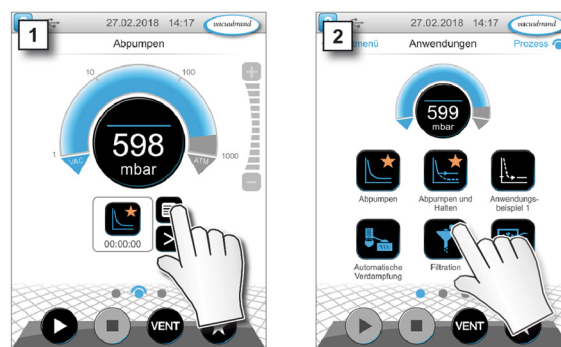 1
27.02.2018 14:17 vacuubrand
Abpumpen
10
100
1
1000
VAC
ATM
598
mbar
00:00:00
VENT
2
27.02.2018 14:17 vacuubrand
Anwendungen
Prozess
599
mbar
Abpumpen
Abpumpen und
Halten
Anwendungs-
beispiel 1
Automatische
Verdampfung
Filtration
VENT